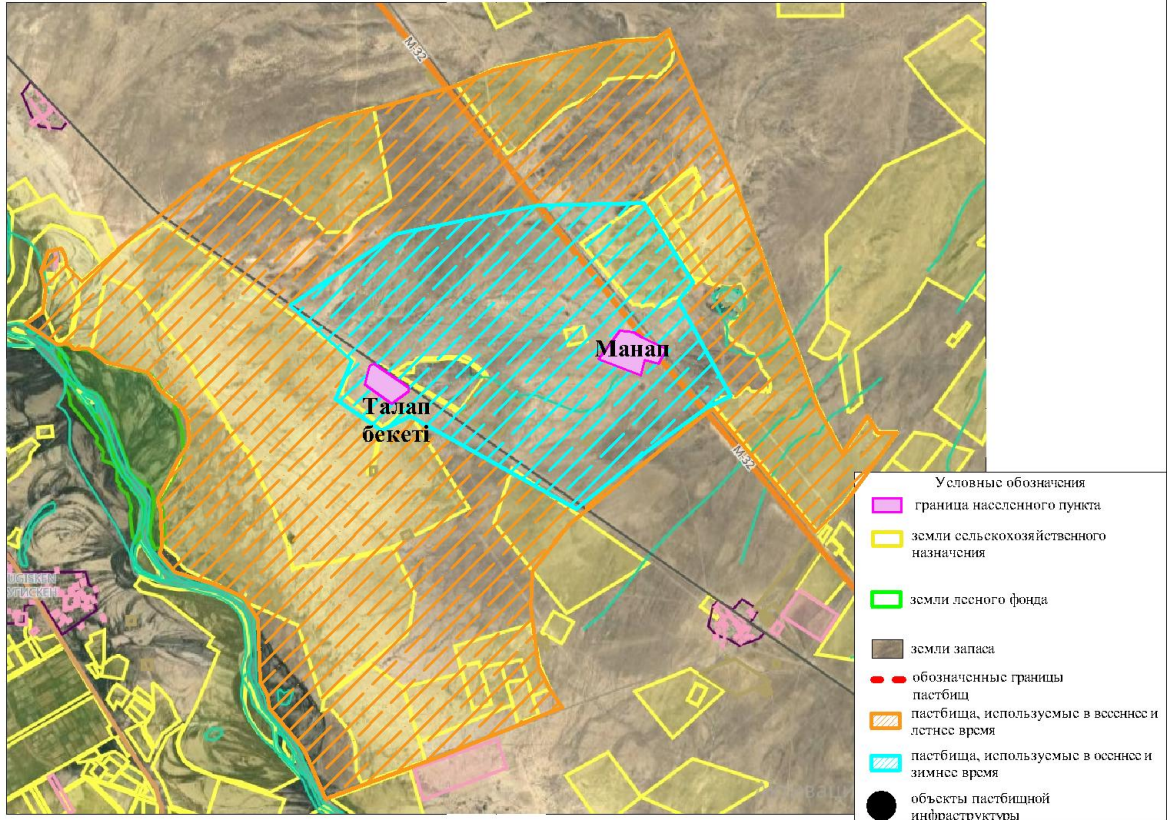 М-32
Манап
Талап
бекеті
М-32
Условные обозначения
граница населенного пункта
земли сельскохозяйственного
назначения
земли лесного фонда
земли запаса
обозначенные границы
пастбищ
пастбища, используемые в весеннее и
летнее время
пастбища, используемые в осеннее и
зимнее время
объекты пастбищной
инфраструктуры